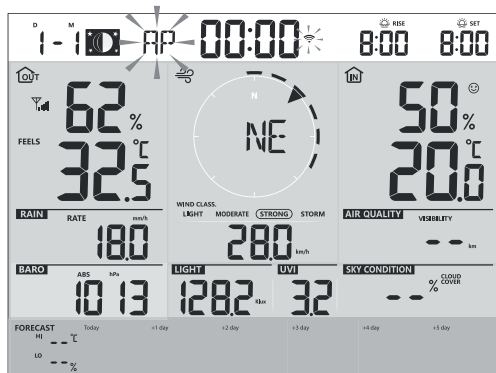 D M RISE SET
1-1 AP 00:00 8:00 8:00
OUT IN
62% N 50%
FEELS 32.5 °C NE 20.0 °C
WIND CLASS.
LIGHT MODERATE STRONG STORM
RAIN RATE mm/h 18.0
28.0 km/h
AIR QUALITY VISIBILITY -- km
BARO ABS hPa 1013
LIGHT 128.2 Klux
UVI 3.2
SKY CONDITION -- % CLOUD COVER
FORECAST Today +1 day +2 day +3 day +4 day +5 day
HI -- °C
LO -- %